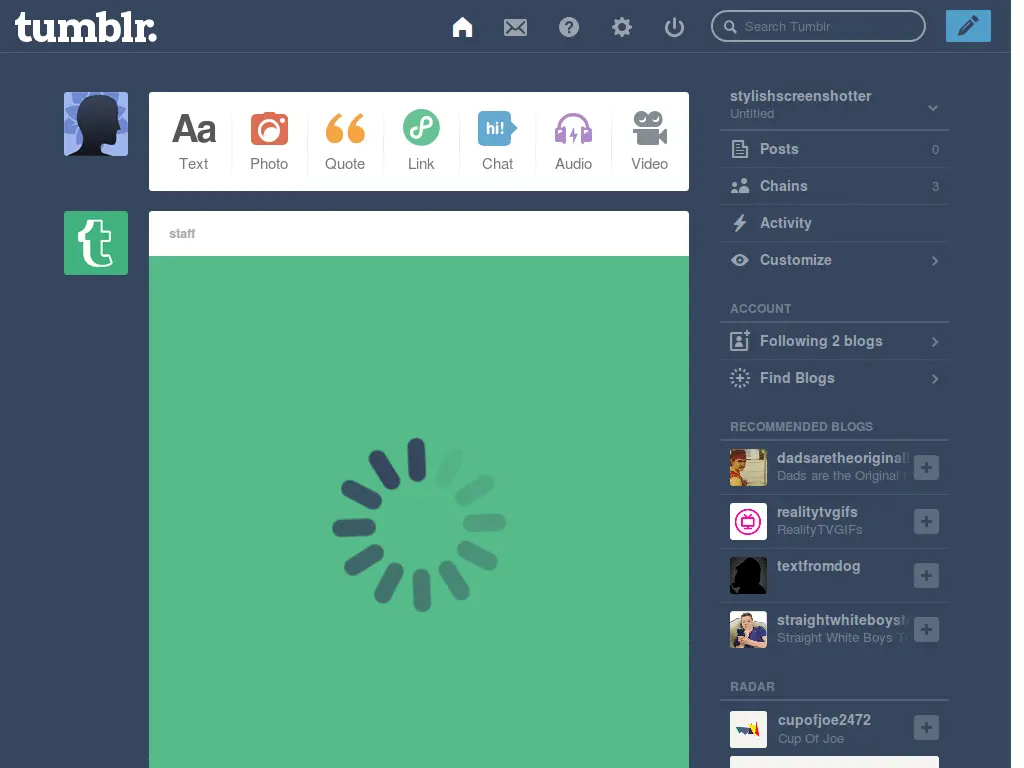 tumblr.
Search Tumblr
Aa
hi!
Text
Photo
Quote
Link
Chat
Audio
Video
t
staff
stylishscreenshotter
Untitled
Posts 0
Chains 3
Activity
Customize
ACCOUNT
Following 2 blogs
Find Blogs
RECOMMENDED BLOGS
dadsaretheoriginal
Dads are the Original
realitytvgifs
RealityTVGIFs
textfromdog
straightwhiteboyst
Straight White Boys T
RADAR
cupofjoe2472
Cup Of Joe